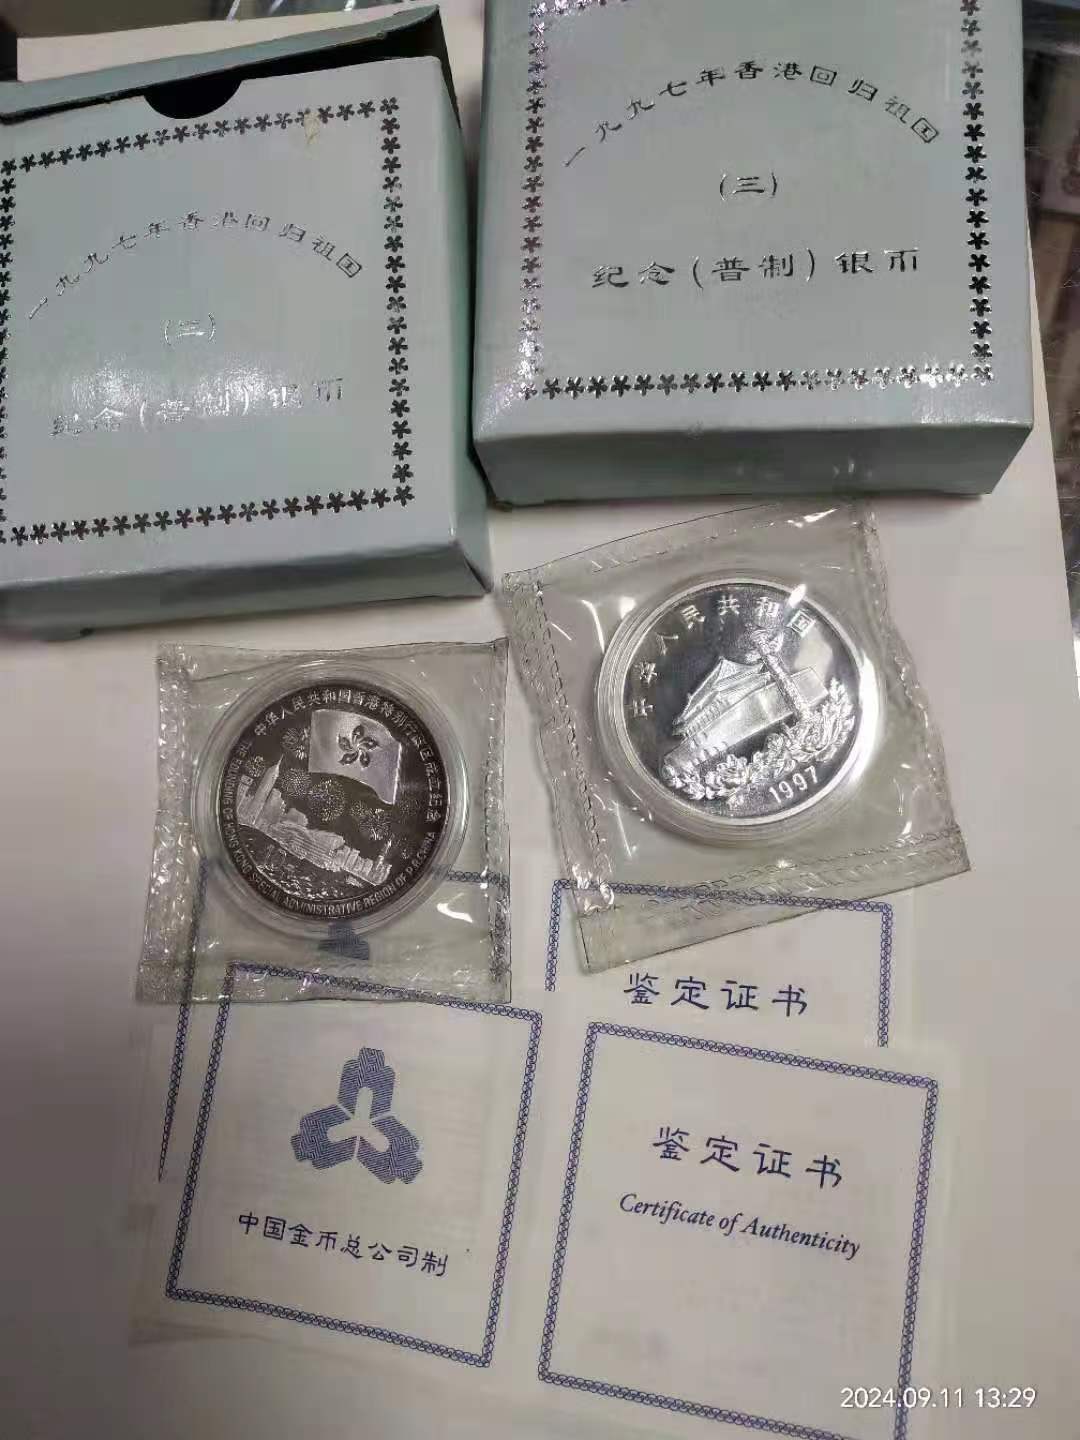 一九九七年香港回归祖国
(三)
纪念(普制)银币
一九九七年香港回归祖国
(三)
纪念(普制)银币
中华人民共和国
1997
中华人民共和国香港特别行政区成立纪念
THE FOUNDING OF HONG KONG SPECIAL ADMINISTRATIVE REGION OF P.R.CHINA
鉴定证书
鉴定证书
Certificate of Authenticity
中国金币总公司制
2024.09.11 13:29